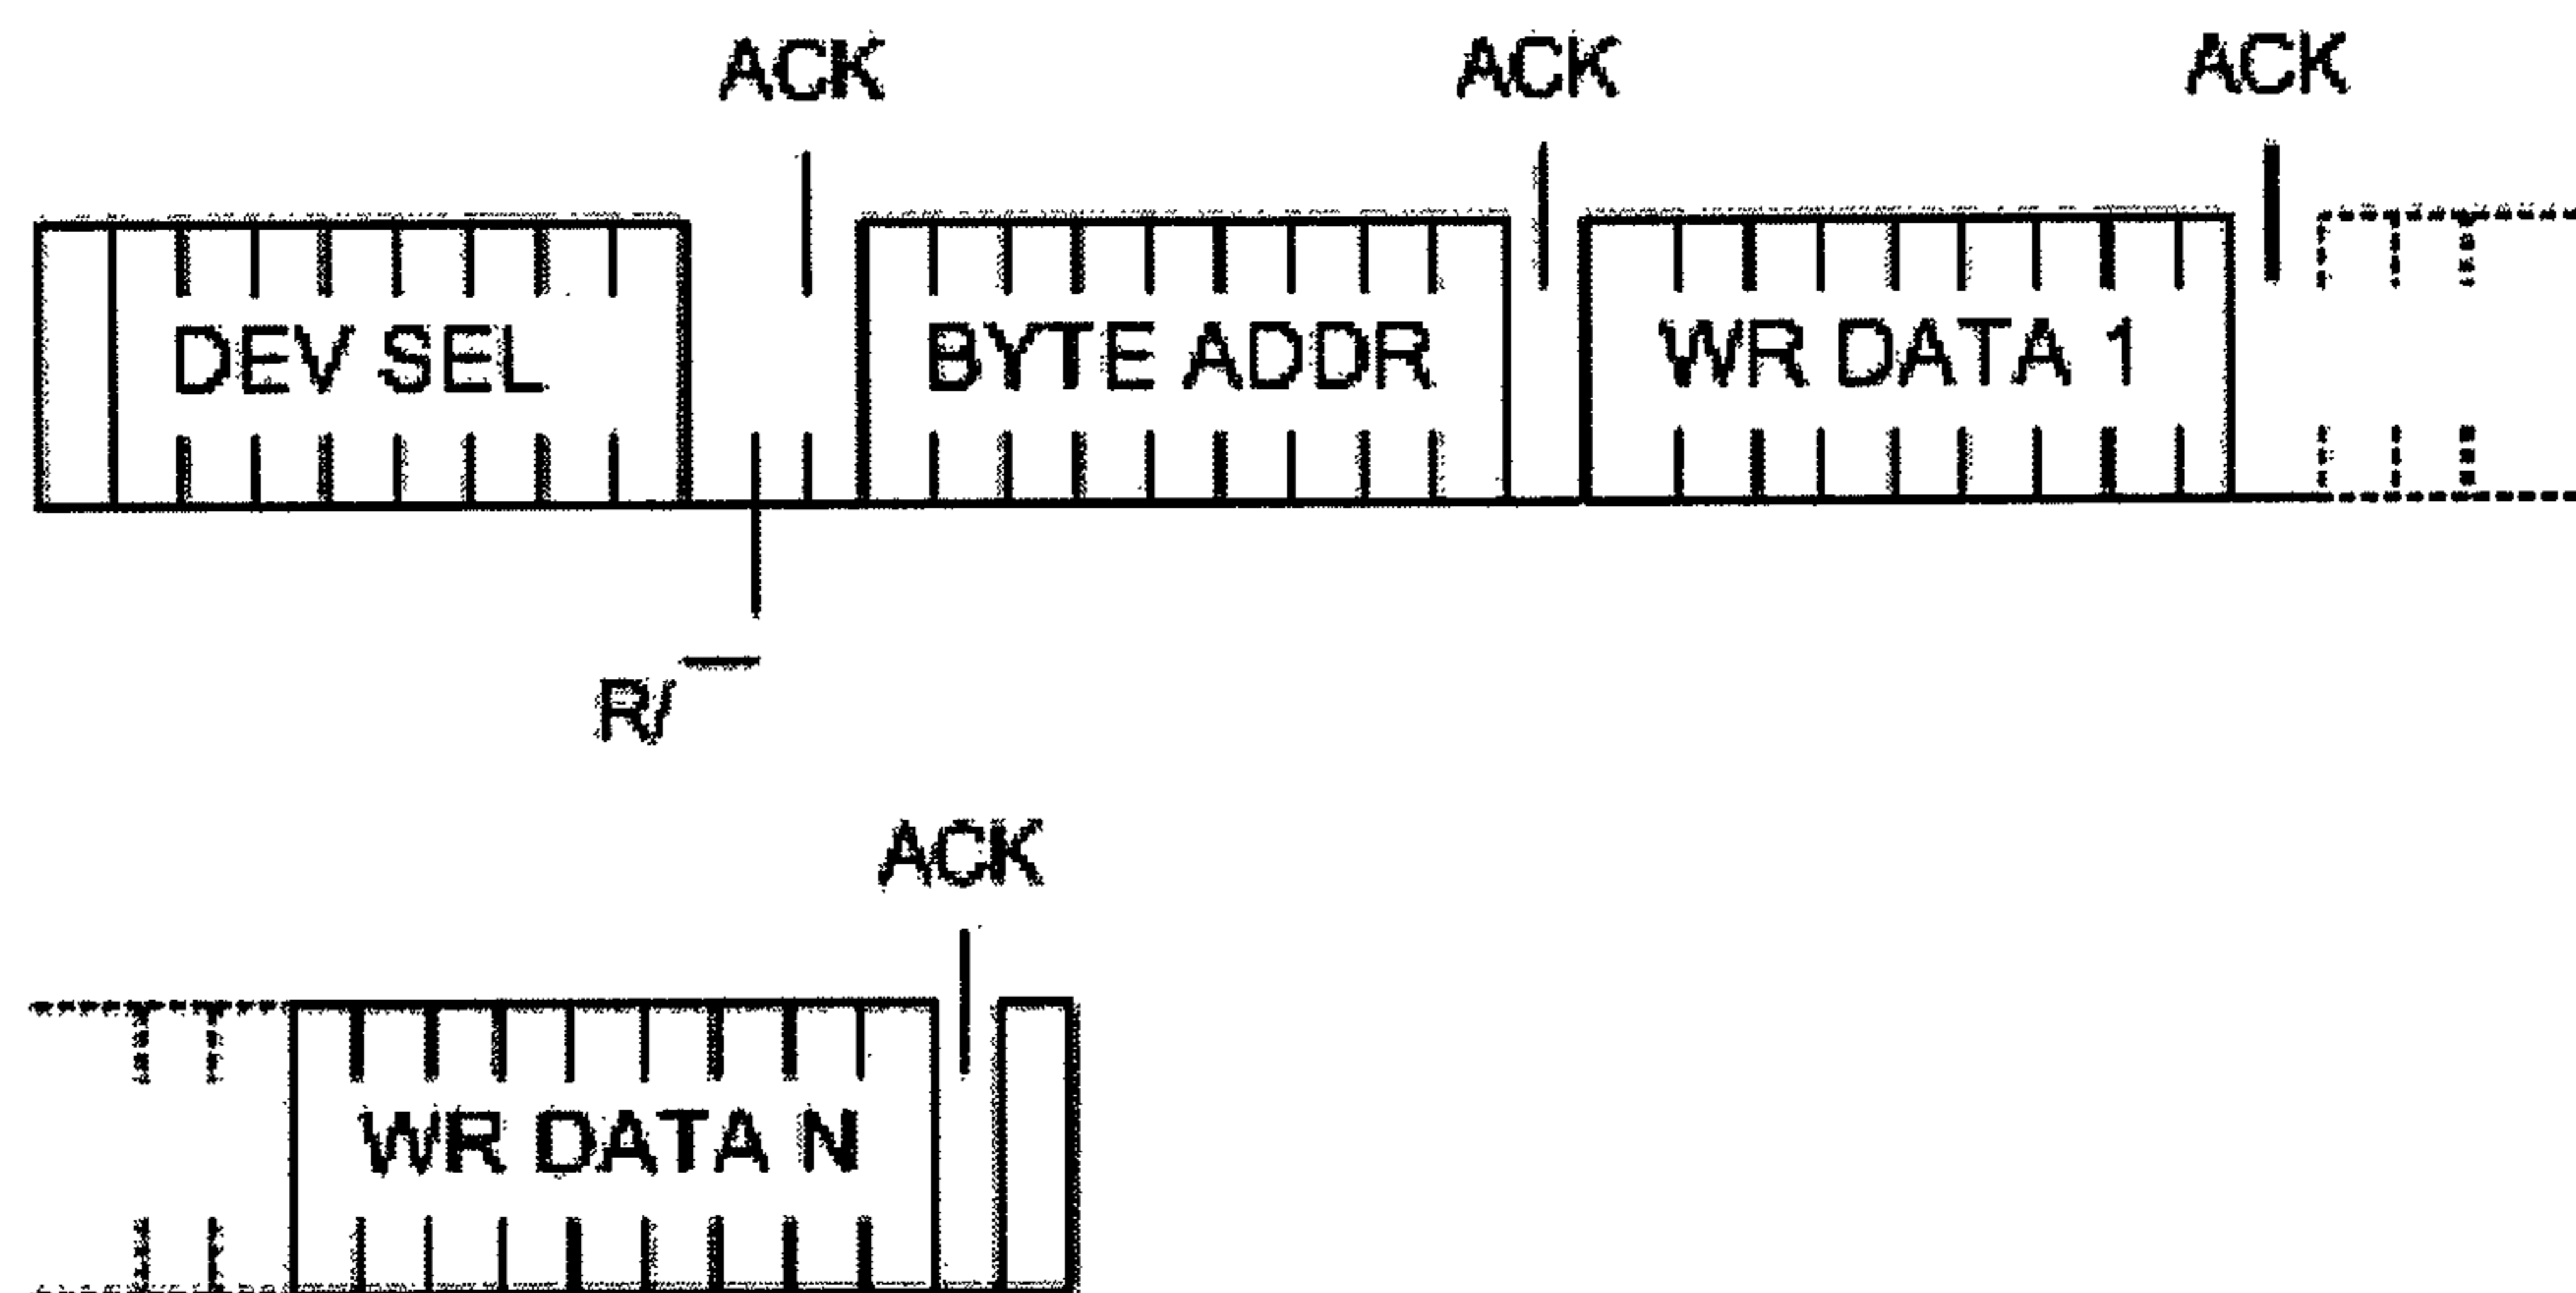 ACK ACK ACK
DEV SEL BYTE ADDR WR DATA 1
R/
ACK
WR DATA N